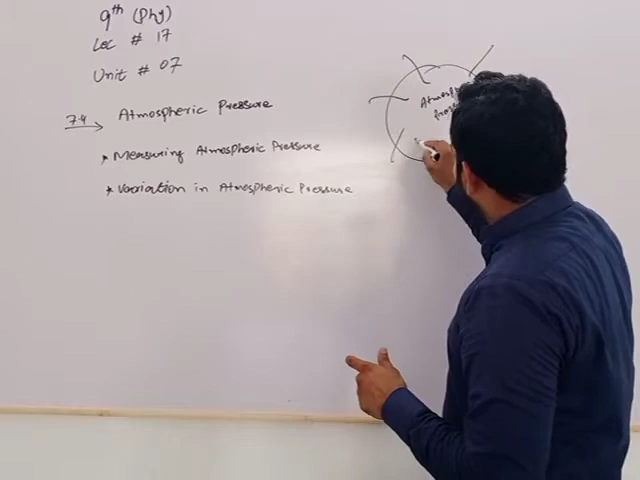 9th (Phy)
Lec # 17
Unit # 07
7.4 → Atmospheric Pressure
* Measuring Atmospheric Pressure
* Variation in Atmospheric Pressure